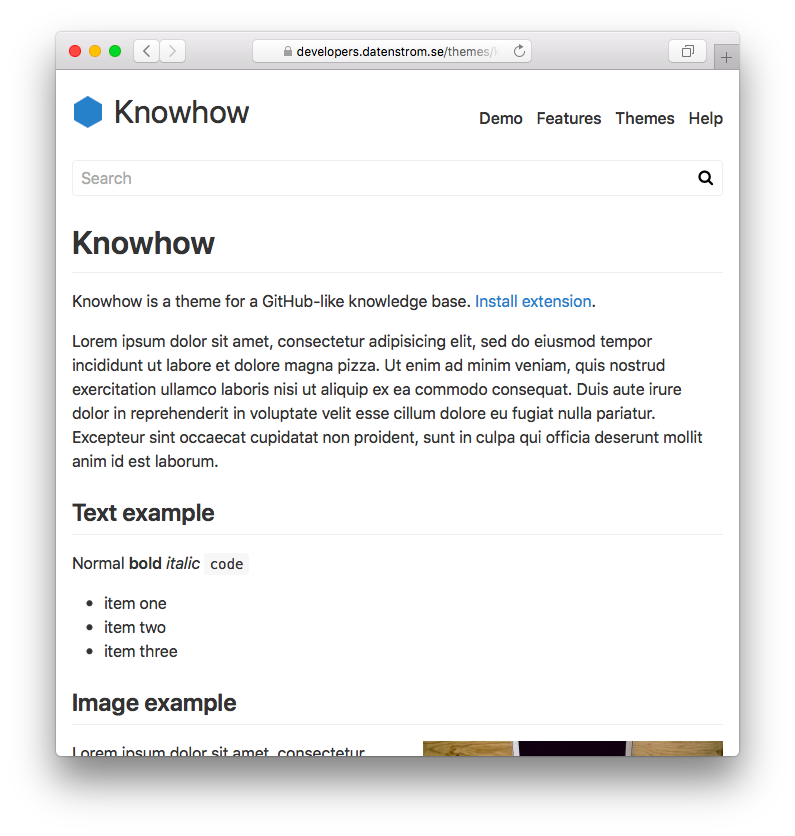 developers.datenstrom.se/themes/
Knowhow
Demo Features Themes Help
Search
Knowhow
Knowhow is a theme for a GitHub-like knowledge base. Install extension.
Lorem ipsum dolor sit amet, consectetur adipisicing elit, sed do eiusmod tempor
incididunt ut labore et dolore magna pizza. Ut enim ad minim veniam, quis nostrud
exercitation ullamco laboris nisi ut aliquip ex ea commodo consequat. Duis aute irure
dolor in reprehenderit in voluptate velit esse cillum dolore eu fugiat nulla pariatur.
Excepteur sint occaecat cupidatat non proident, sunt in culpa qui officia deserunt mollit
anim id est laborum.
Text example
Normal bold italic code
• item one
• item two
• item three
Image example
Lorem ipsum dolor sit amet, consectetur